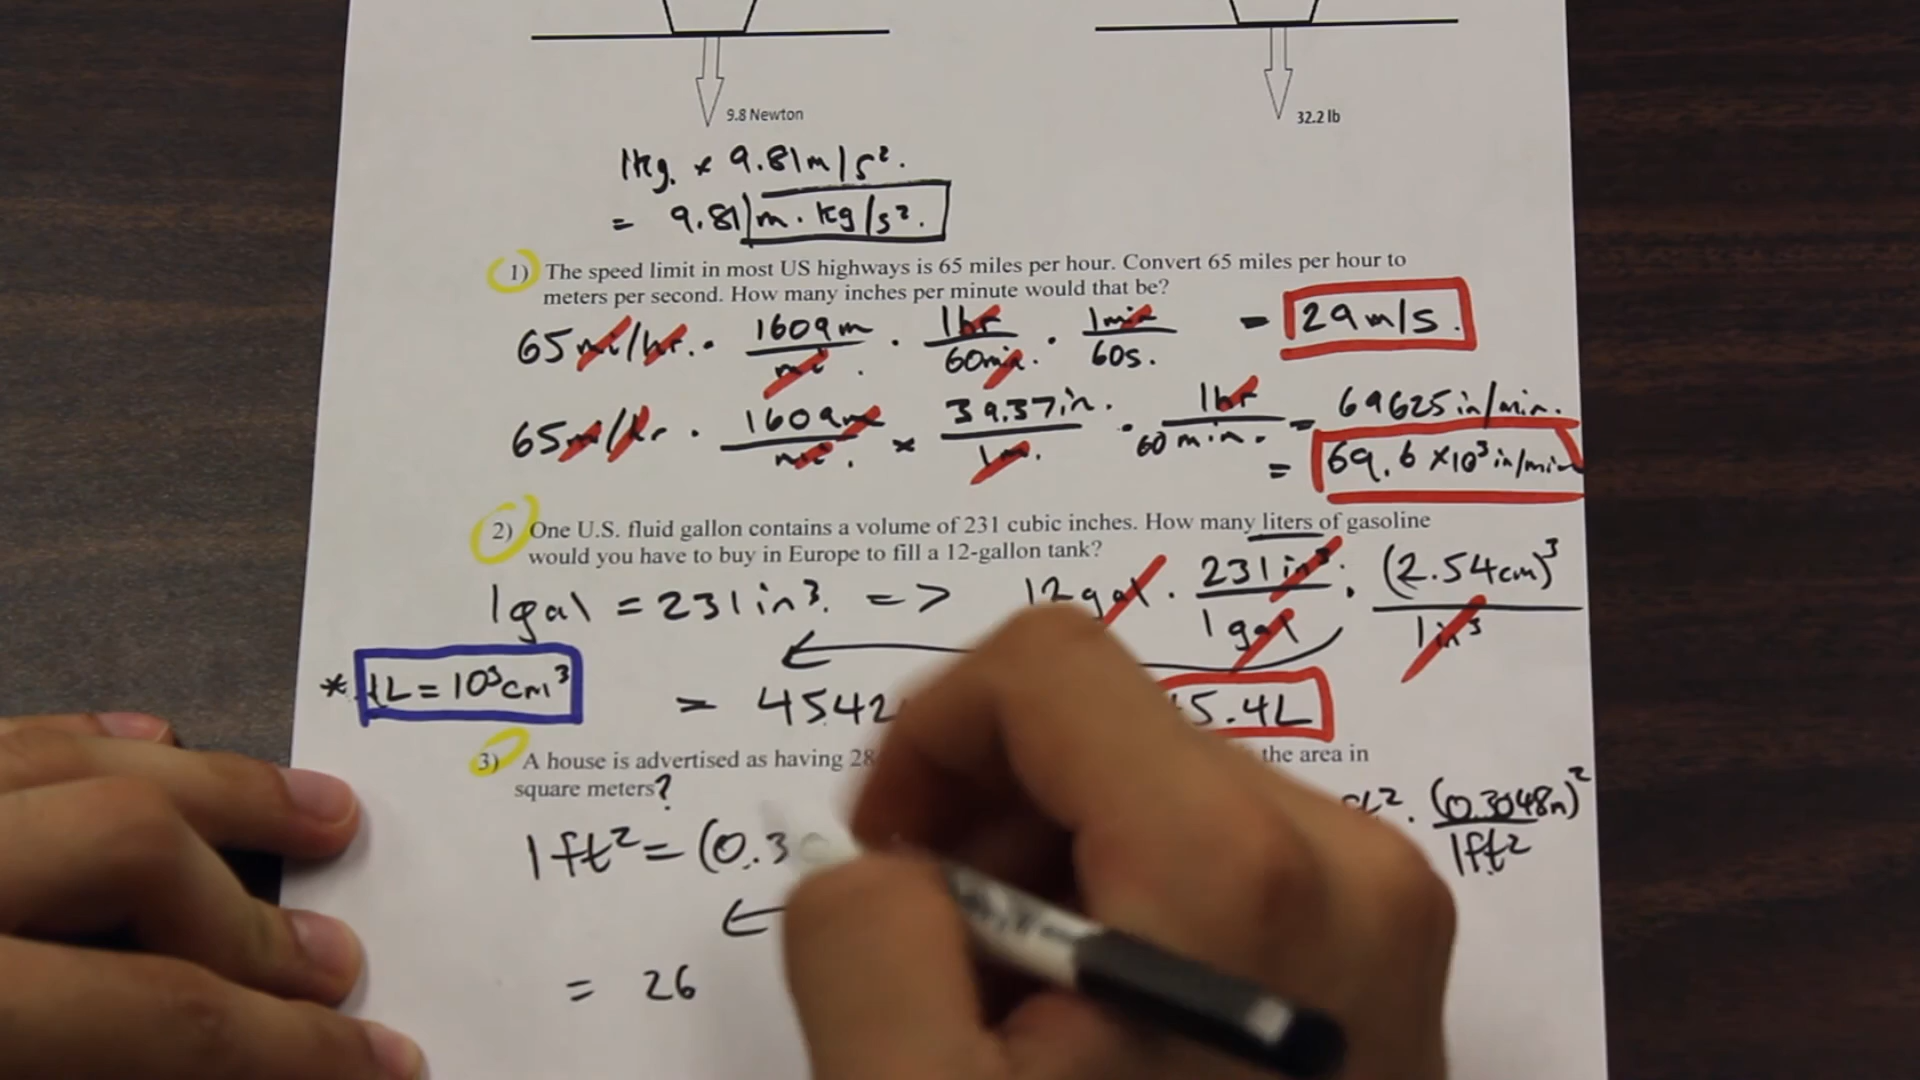 9.8 Newton
32.2 lb
1kg. × 9.81m/s².
= 9.81 m·kg/s².
1) The speed limit in most US highways is 65 miles per hour. Convert 65 miles per hour to
meters per second. How many inches per minute would that be?
65mi/hr. · 1609m/mi. · 1hr/60min. · 1min/60s. = 29m/s.
65mi/hr · 1609m/mi. × 39.37in./1m. · 1hr/60min. = 69625in/min.
= 69.6×10³in/min
2) One U.S. fluid gallon contains a volume of 231 cubic inches. How many liters of gasoline
would you have to buy in Europe to fill a 12-gallon tank?
1gal = 231in³. => 12gal · 231in³/1gal · (2.54cm)³/1in³
* 1L = 10³cm³
= 4542 5.4L
3) A house is advertised as having 28 the area in
square meters?
1ft² = (0.3 ft² · (0.3048m)²/1ft²
= 26